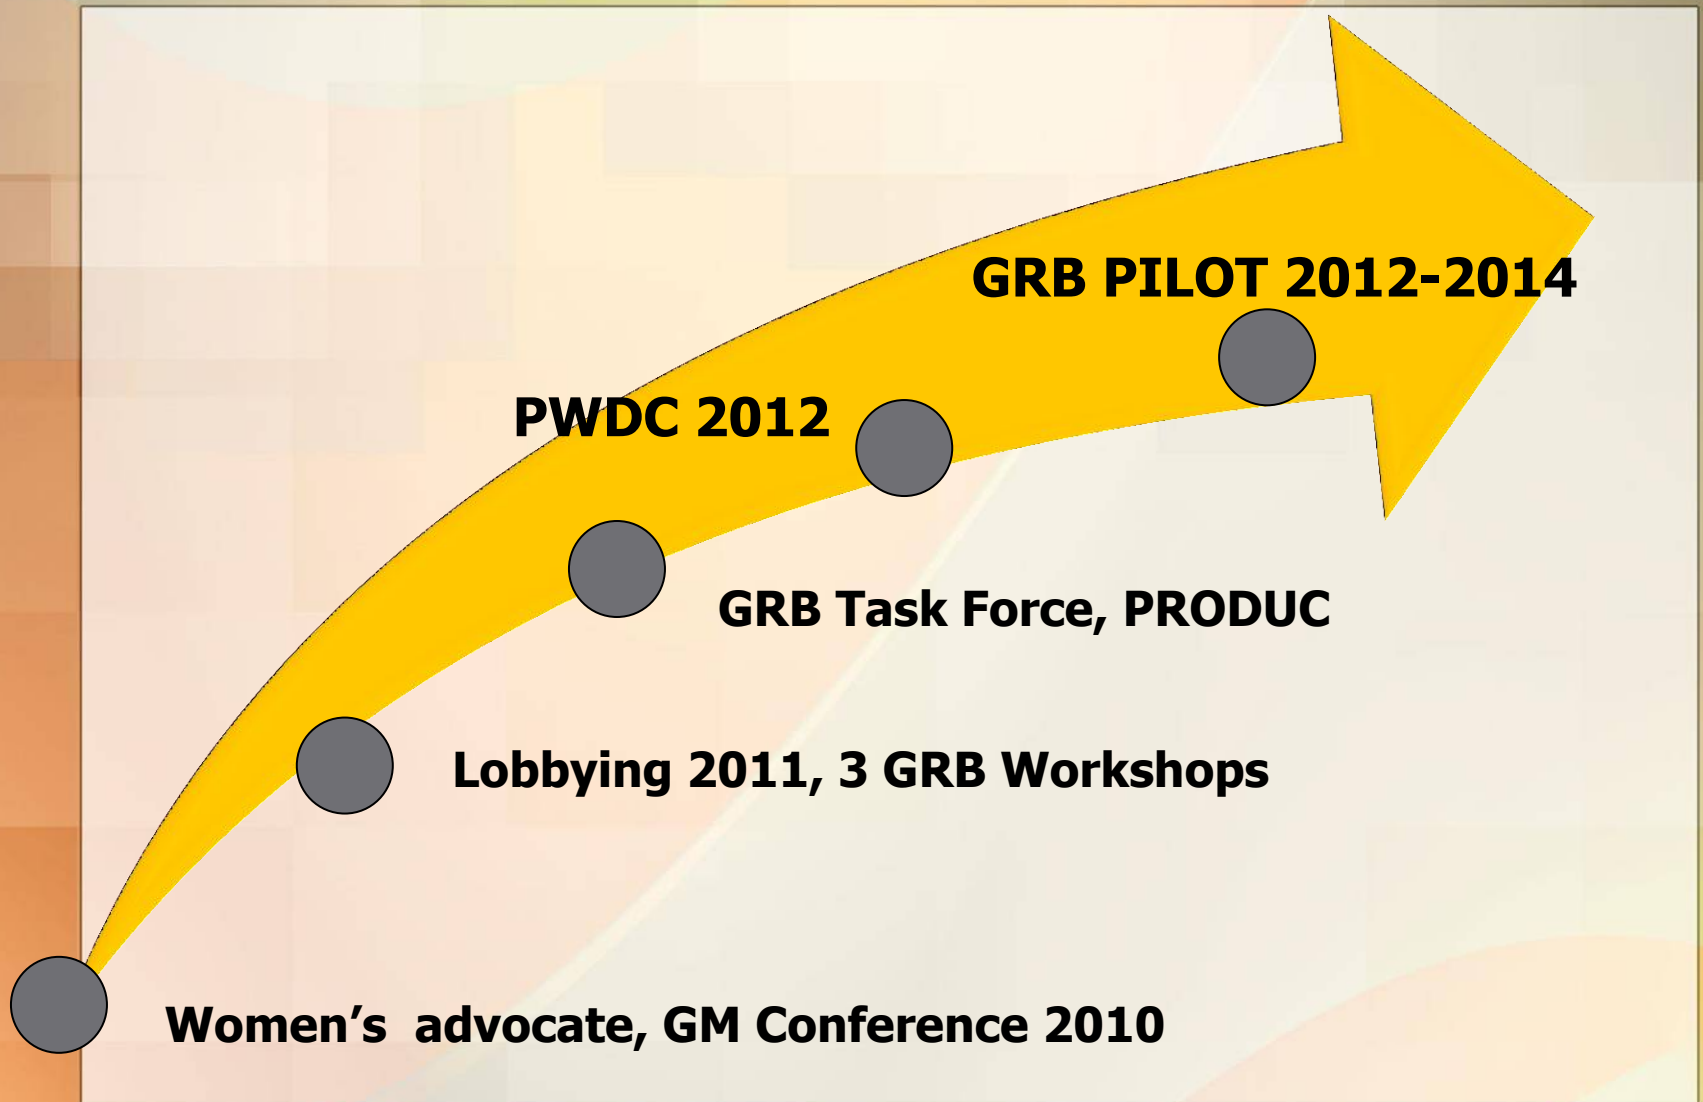 GRB PILOT 2012-2014
PWDC 2012
GRB Task Force, PRODUC
Lobbying 2011, 3 GRB Workshops
Women’s  advocate, GM Conference 2010